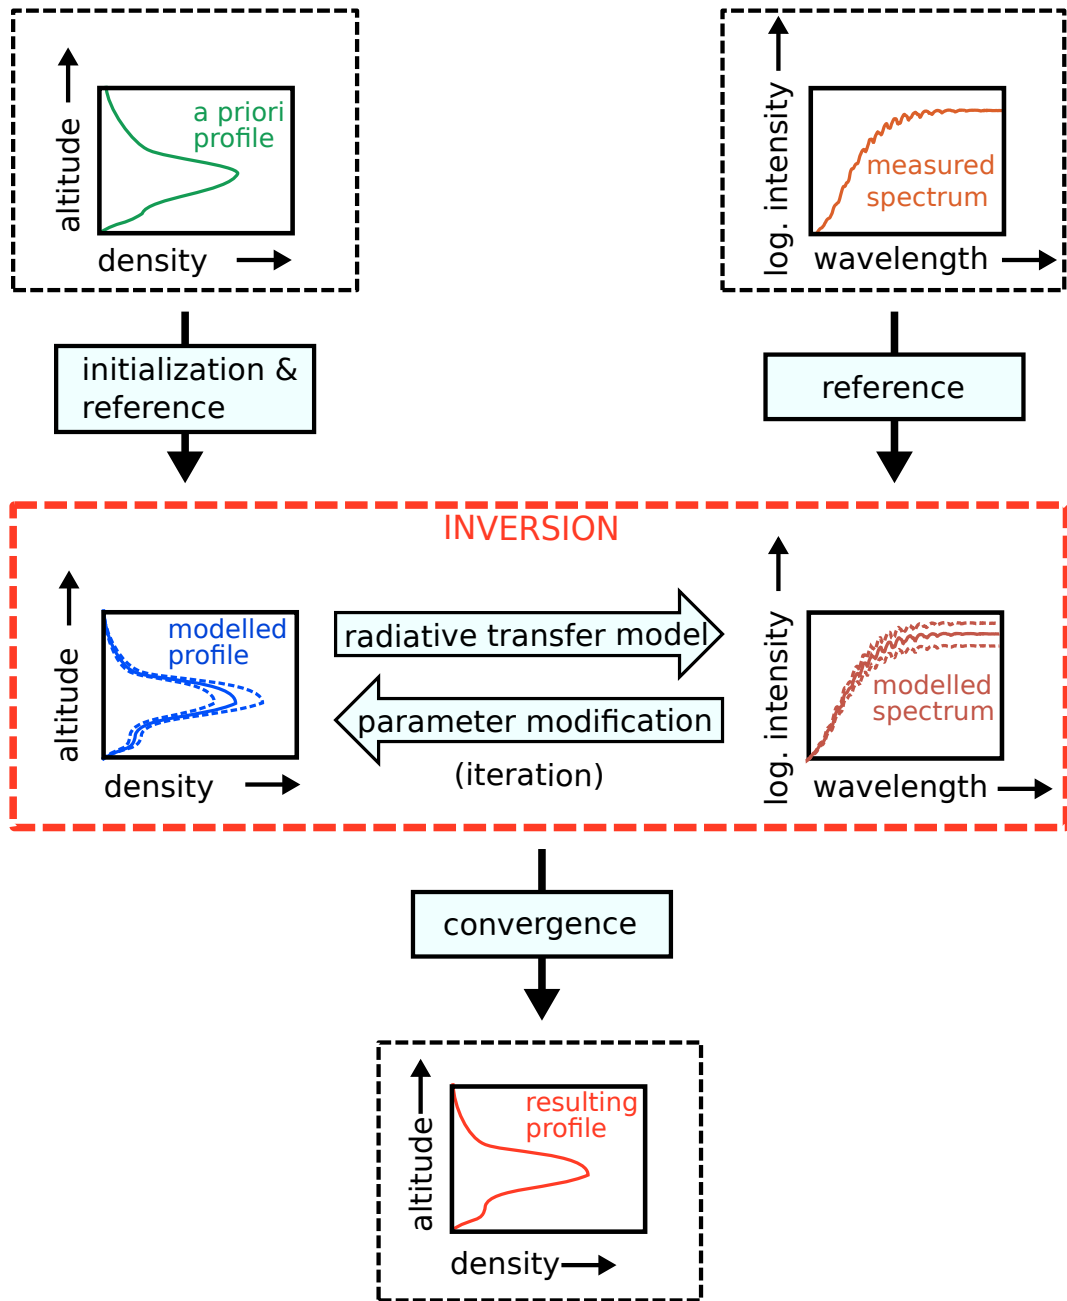 altitude
a priori
profile
density
log. intensity
measured
spectrum
wavelength
initialization &
reference
reference
INVERSION
altitude
modelled
profile
density
radiative transfer model
parameter modification
(iteration)
log. intensity
modelled
spectrum
wavelength
convergence
altitude
resulting
profile
density